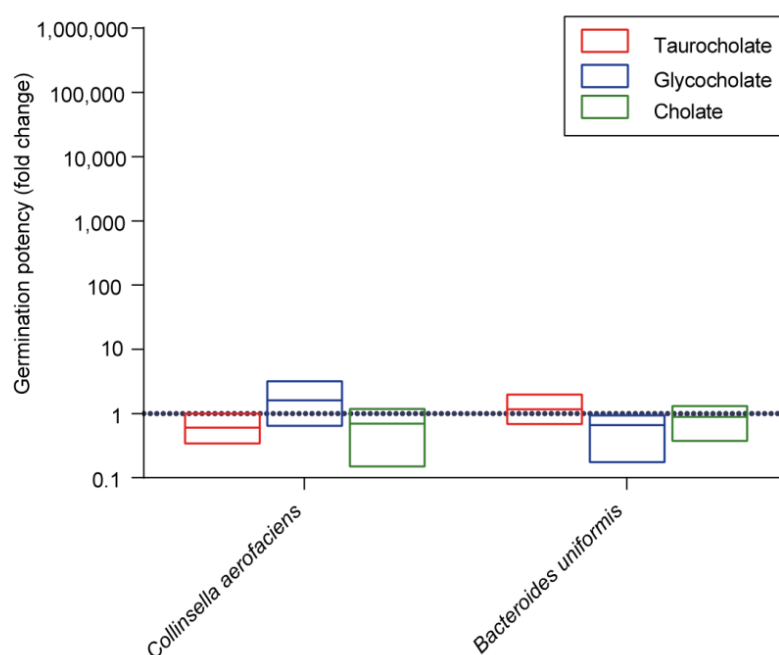 1,000,000
100,000
10,000
1,000
100
10
1
0.1
Germination potency (fold change)
Taurocholate
Glycocholate
Cholate
Collinsella aerofaciens
Bacteroides uniformis